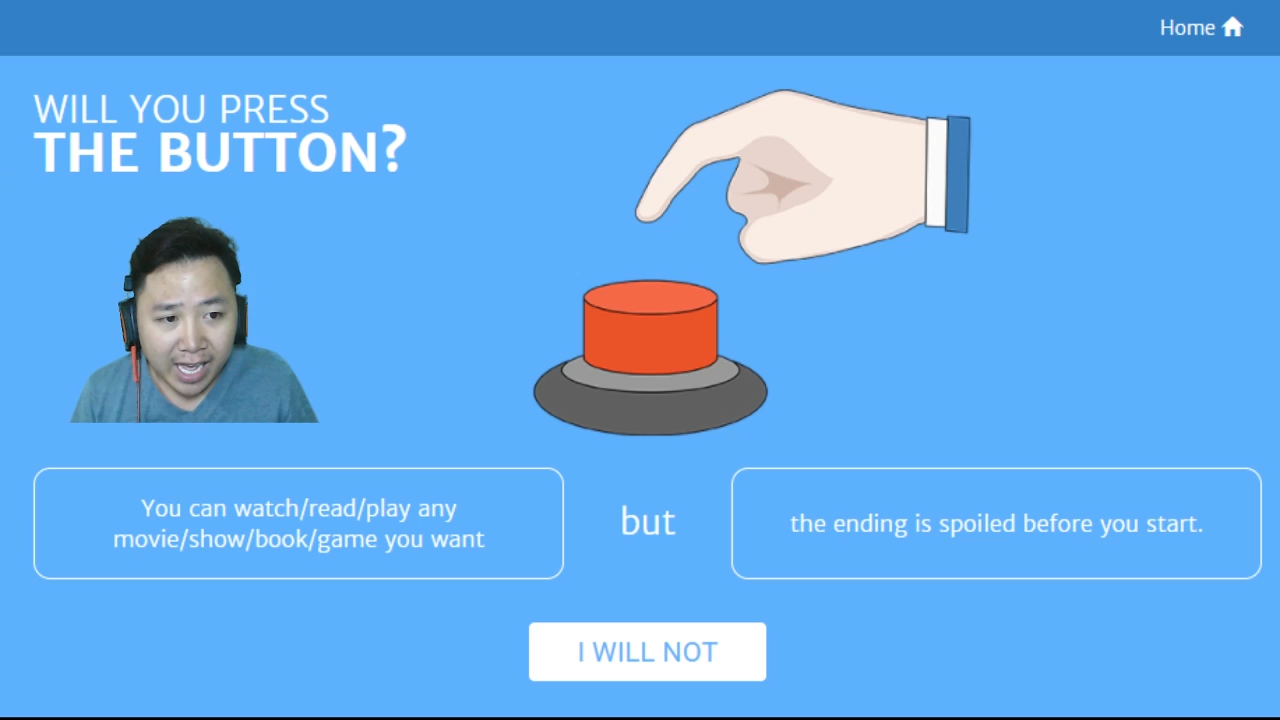 Home
WILL YOU PRESS
THE BUTTON?
You can watch/read/play any
movie/show/book/game you want
but
the ending is spoiled before you start.
I WILL NOT